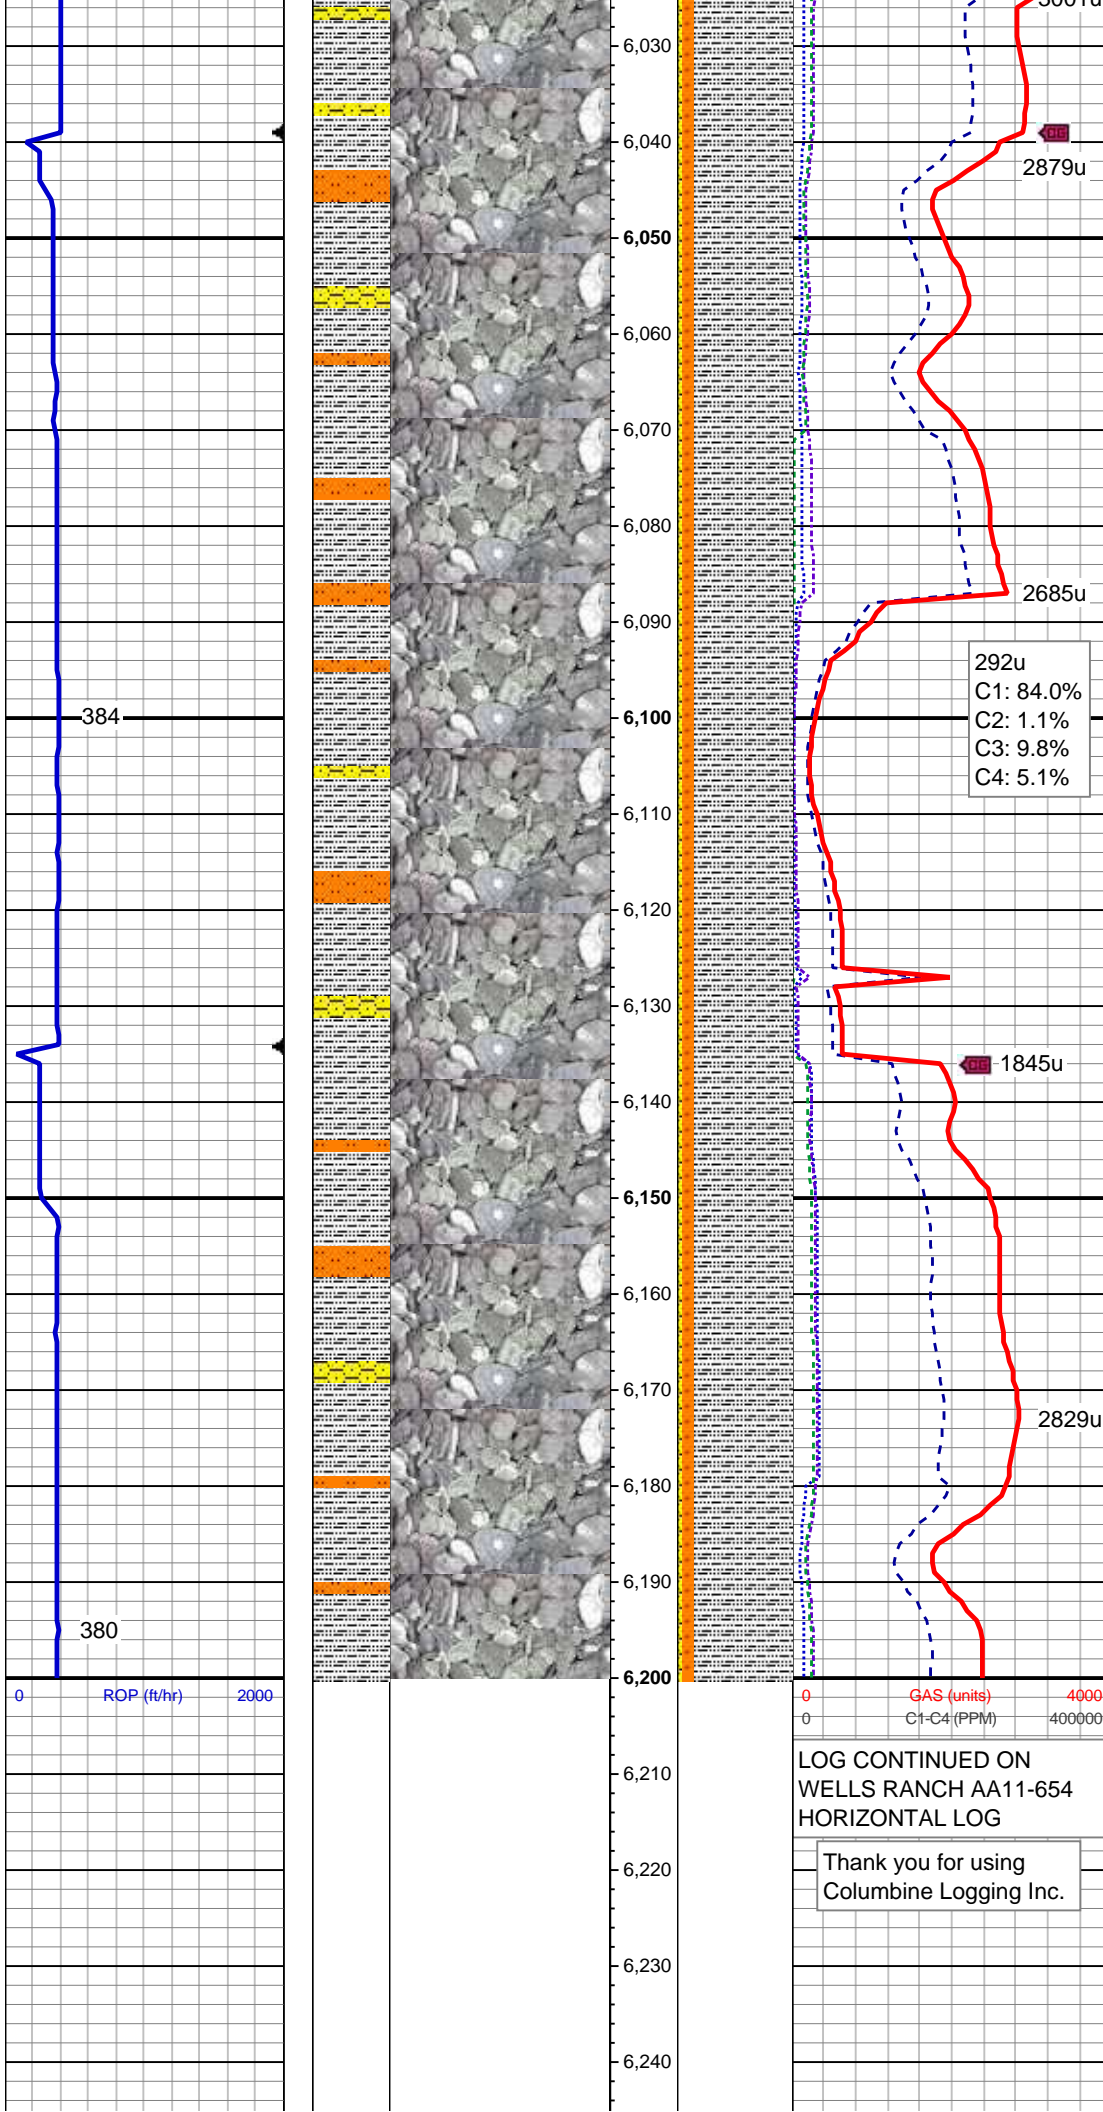 6,030
6,040
CG
2879u
6,050
6,060
6,070
6,080
2685u
6,090
292u
C1: 84.0%
C2: 1.1%
C3: 9.8%
C4: 5.1%
384
6,100
6,110
6,120
6,130
CG
1845u
6,140
6,150
6,160
6,170
2829u
6,180
6,190
380
6,200
0 ROP (ft/hr) 2000
0 GAS (units) 4000
0 C1-C4 (PPM) 400000
LOG CONTINUED ON
WELLS RANCH AA11-654
HORIZONTAL LOG
6,210
6,220
Thank you for using
Columbine Logging Inc.
6,230
6,240